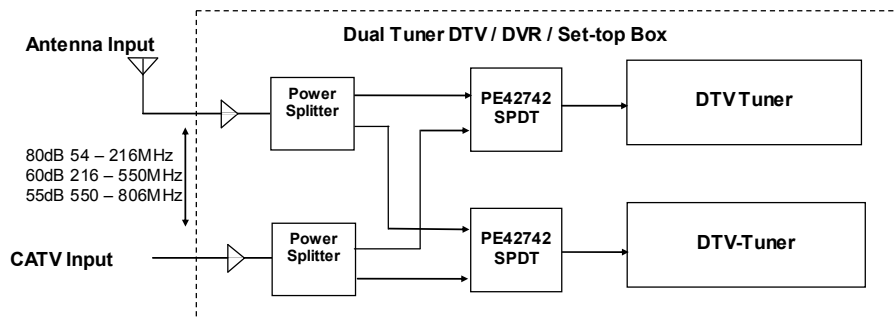 Dual Tuner DTV / DVR / Set-top Box
Antenna Input
Power
Splitter
PE42742
SPDT
DTV Tuner
80dB 54 – 216MHz
60dB 216 – 550MHz
55dB 550 – 806MHz
CATV Input
Power
Splitter
PE42742
SPDT
DTV-Tuner